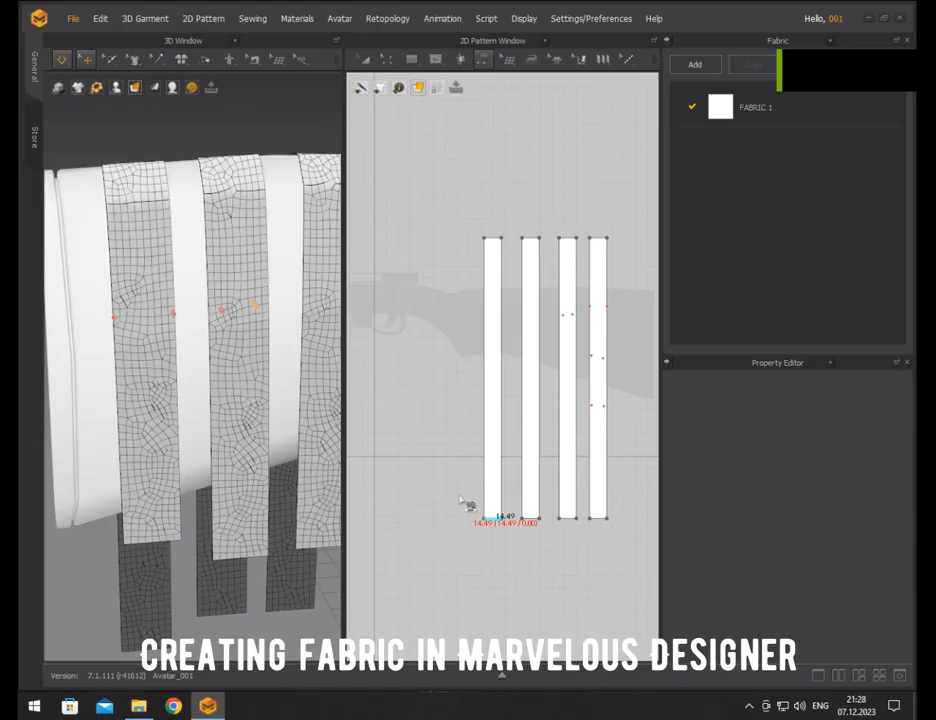 File Edit 3D Garment 2D Pattern Sewing Materials Avatar Retopology Animation Script Display Settings/Preferences Help Hello, 001
3D Window 2D Pattern Window Fabric
General
Store
Add
FABRIC 1
Property Editor
14.49
14.49 (14.49 / 0.00)
CREATING FABRIC IN MARVELOUS DESIGNER
Version: 7.1.111 (r41612) Avatar_001
ENG
21:28
07.12.2023